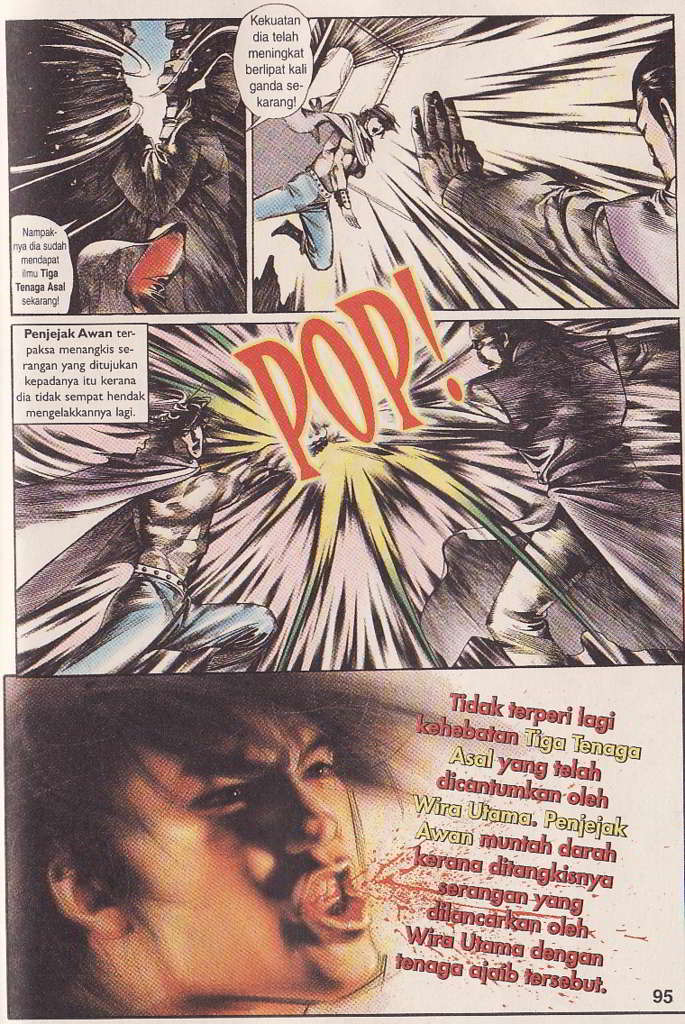 Nampak-
nya dia sudah
mendapat
ilmu Tiga
Tenaga Asal
sekarang!
Kekuatan
dia telah
meningkat
berlipat kali
ganda se-
karang!
Penjejak Awan ter-
paksa menangkis se-
rangan yang ditujukan
kepadanya itu kerana
dia tidak sempat hendak
mengelakkannya lagi.
POP!
Tidak terperi lagi
kehebatan Tiga Tenaga
Asal yang telah
dicantumkan oleh
Wira Utama. Penjejak
Awan muntah darah
kerana ditangkisnya
serangan yang
dilancarkan oleh
Wira Utama dengan
tenaga ajaib tersebut.
95